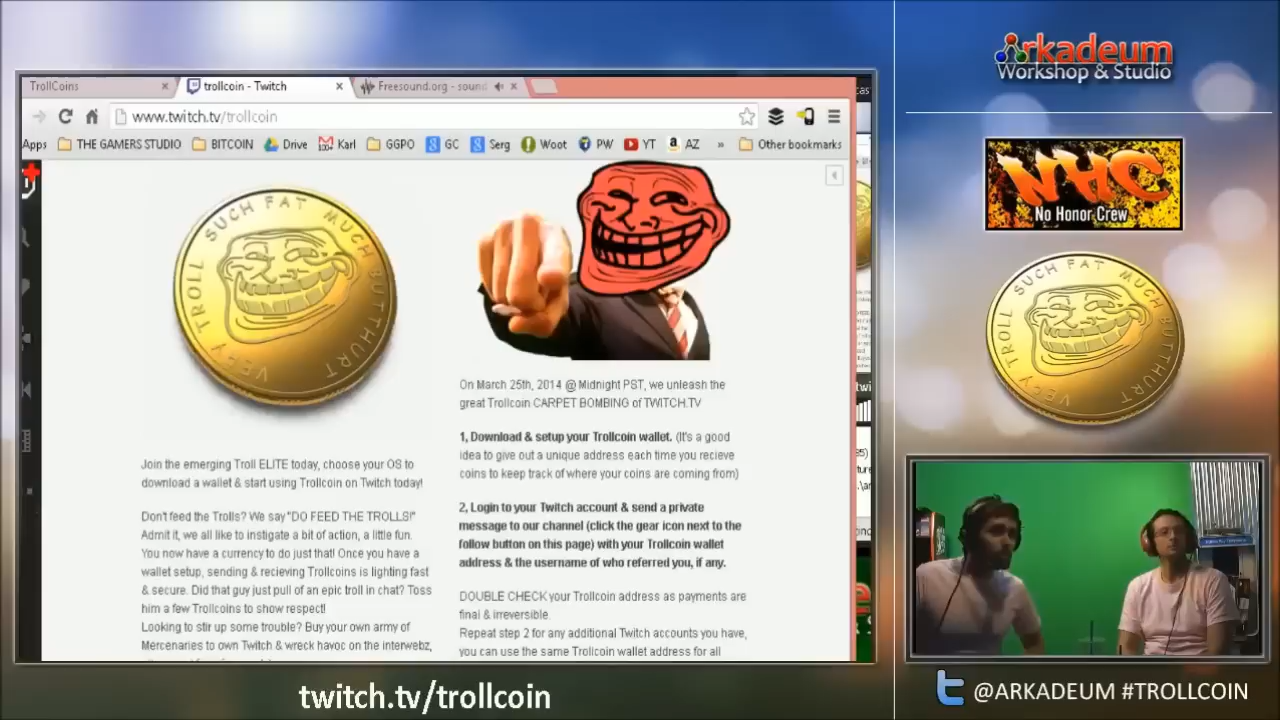 TrollCoins
trollcoin - Twitch
Freesound.org - sound
www.twitch.tv/trollcoin
Apps THE GAMERS STUDIO BITCOIN Drive Karl GGPO GC Serg Woot PW YT AZ » Other bookmarks
VERY TROLL SUCH FAT MUCH BUTTHURT
On March 25th, 2014 @ Midnight PST, we unleash the
great Trollcoin CARPET BOMBING of TWITCH.TV
1, Download & setup your Trollcoin wallet. (It's a good
idea to give out a unique address each time you recieve
coins to keep track of where your coins are coming from)
2, Login to your Twitch account & send a private
message to our channel (click the gear icon next to the
follow button on this page) with your Trollcoin wallet
address & the username of who referred you, if any.
DOUBLE CHECK your Trollcoin address as payments are
final & irreversible.
Repeat step 2 for any additional Twitch accounts you have,
you can use the same Trollcoin wallet address for all
Join the emerging Troll ELITE today, choose your OS to
download a wallet & start using Trollcoin on Twitch today!
Don't feed the Trolls? We say "DO FEED THE TROLLS!"
Admit it, we all like to instigate a bit of action, a little fun.
You now have a currency to do just that! Once you have a
wallet setup, sending & recieving Trollcoins is lighting fast
& secure. Did that guy just pull of an epic troll in chat? Toss
him a few Trollcoins to show respect!
Looking to stir up some trouble? Buy your own army of
Mercenaries to own Twitch & wreck havoc on the interwebz,
Arkadeum
Workshop & Studio
NHC
No Honor Crew
VERY TROLL SUCH FAT MUCH BUTTHURT
twitch.tv/trollcoin
@ARKADEUM #TROLLCOIN